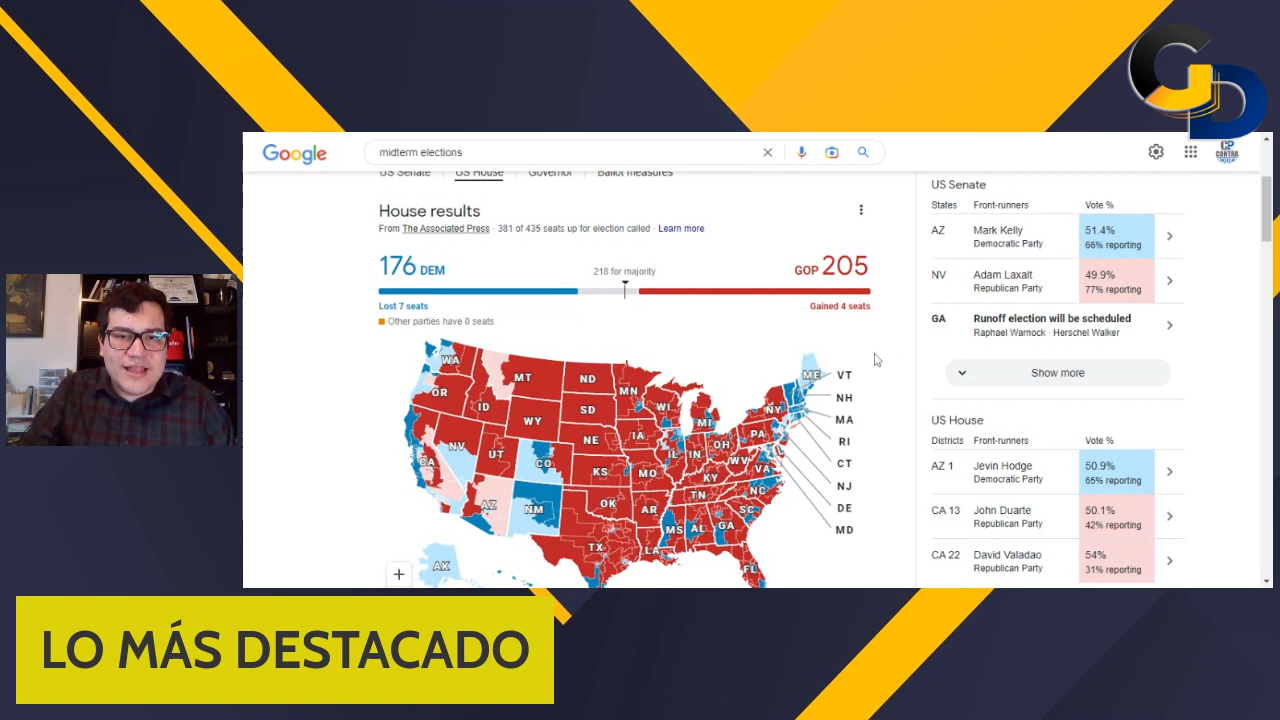 GD
Google
midterm elections
CP
CONTRA
US Senate US House Governor Ballot measures
House results
From The Associated Press · 381 of 435 seats up for election called · Learn more
176 DEM
218 for majority
GOP 205
Lost 7 seats
Gained 4 seats
Other parties have 0 seats
WA
MT
ND
MN
ME
VT
OR
ID
SD
WI
NH
WY
NY
MI
MA
NV
NE
IA
PA
RI
CA
UT
CO
IL
IN
OH
WV
VA
CT
KS
MO
KY
NJ
AZ
NM
OK
AR
TN
NC
DE
SC
MS
AL
GA
MD
TX
LA
AK
FL
+
US Senate
States Front-runners Vote %
AZ Mark Kelly 51.4%
Democratic Party 66% reporting
NV Adam Laxalt 49.9%
Republican Party 77% reporting
GA Runoff election will be scheduled
Raphael Warnock · Herschel Walker
Show more
US House
Districts Front-runners Vote %
AZ 1 Jevin Hodge 50.9%
Democratic Party 65% reporting
CA 13 John Duarte 50.1%
Republican Party 42% reporting
CA 22 David Valadao 54%
Republican Party 31% reporting
LO MÁS DESTACADO